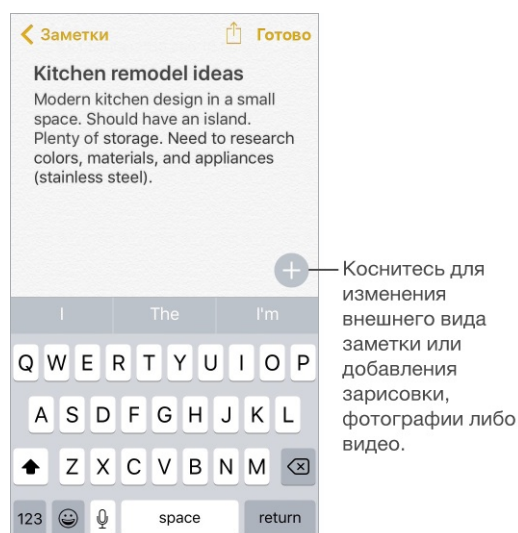 Заметки
Готово
Kitchen remodel ideas
Modern kitchen design in a small
space. Should have an island.
Plenty of storage. Need to research
colors, materials, and appliances
(stainless steel).
Коснитесь для
изменения
внешнего вида
заметки или
добавления
зарисовки,
фотографии либо
видео.
I The I'm
Q W E R T Y U I O P
A S D F G H J K L
Z X C V B N M
123 space return